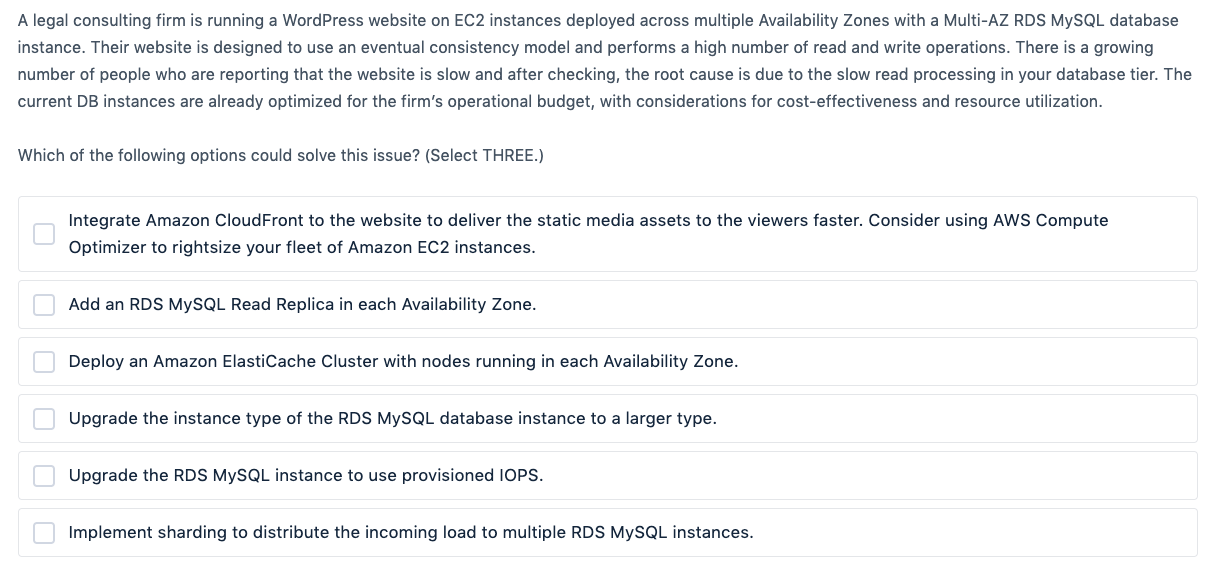 A legal consulting firm is running a WordPress website on EC2 instances deployed across multiple Availability Zones with a Multi-AZ RDS MySQL database
instance. Their website is designed to use an eventual consistency model and performs a high number of read and write operations. There is a growing
number of people who are reporting that the website is slow and after checking, the root cause is due to the slow read processing in your database tier. The
current DB instances are already optimized for the firm’s operational budget, with considerations for cost-effectiveness and resource utilization.
Which of the following options could solve this issue? (Select THREE.)
Integrate Amazon CloudFront to the website to deliver the static media assets to the viewers faster. Consider using AWS Compute
Optimizer to rightsize your fleet of Amazon EC2 instances.
Add an RDS MySQL Read Replica in each Availability Zone.
Deploy an Amazon ElastiCache Cluster with nodes running in each Availability Zone.
Upgrade the instance type of the RDS MySQL database instance to a larger type.
Upgrade the RDS MySQL instance to use provisioned IOPS.
Implement sharding to distribute the incoming load to multiple RDS MySQL instances.